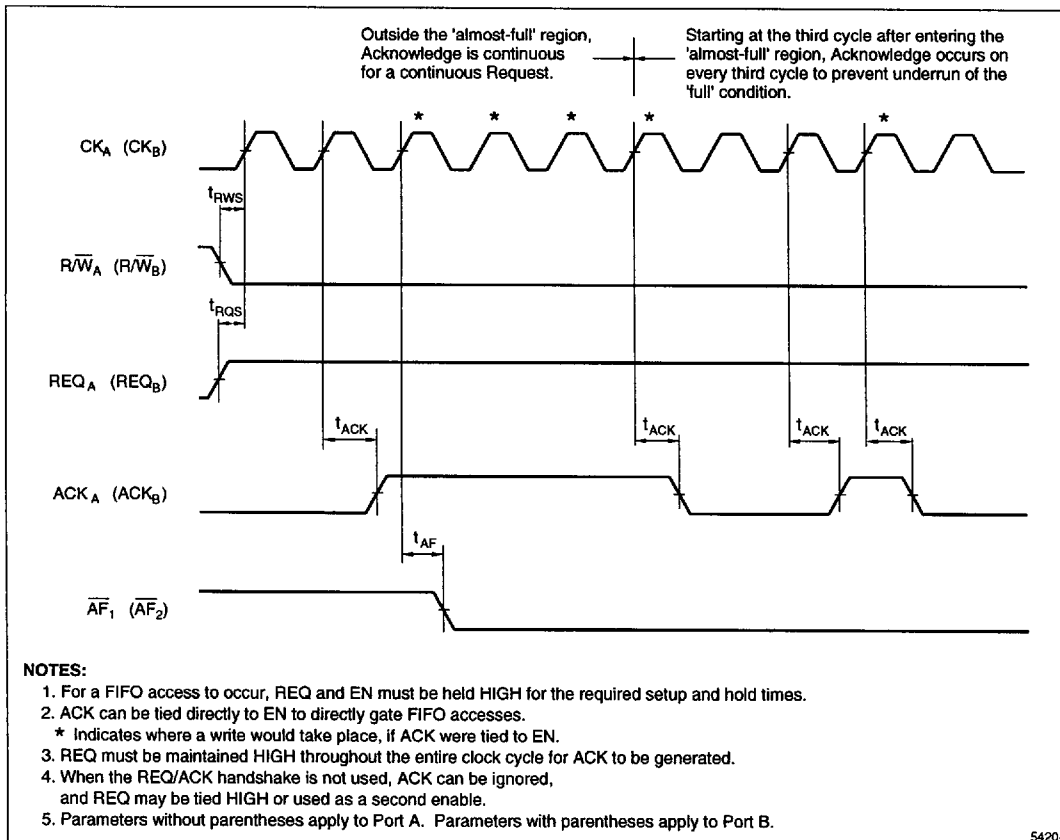 Outside the 'almost-full' region,
Acknowledge is continuous
for a continuous Request.
Starting at the third cycle after entering the
'almost-full' region, Acknowledge occurs on
every third cycle to prevent underrun of the
'full' condition.
* * * * *
CKA (CKB)
tRWS
R/W̅A (R/W̅B)
tRQS
REQA (REQB)
tACK tACK tACK tACK
ACKA (ACKB)
tAF
A̅F̅1 (A̅F̅2)
NOTES:
1. For a FIFO access to occur, REQ and EN must be held HIGH for the required setup and hold times.
2. ACK can be tied directly to EN to directly gate FIFO accesses.
* Indicates where a write would take place, if ACK were tied to EN.
3. REQ must be maintained HIGH throughout the entire clock cycle for ACK to be generated.
4. When the REQ/ACK handshake is not used, ACK can be ignored,
and REQ may be tied HIGH or used as a second enable.
5. Parameters without parentheses apply to Port A. Parameters with parentheses apply to Port B.